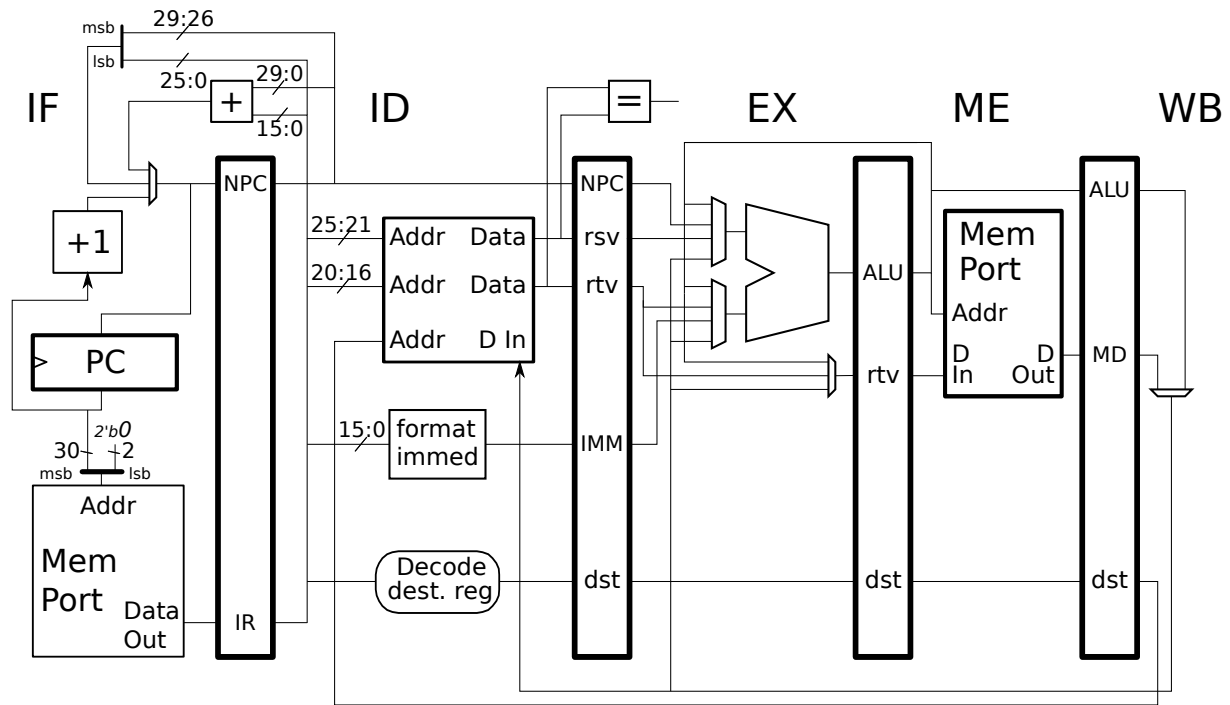 29:26
msb
lsb
25:0
29:0
15:0
+
=
IF
ID
EX
ME
WB
NPC
NPC
ALU
+1
25:21
Addr
Data
rsv
20:16
Addr
Data
rtv
Addr
D In
ALU
Mem
Port
Addr
D
In
D
Out
MD
PC
rtv
2'b0
30
2
msb
lsb
15:0
format
immed
IMM
Addr
Mem
Port
Data
Out
IR
Decode
dest. reg
dst
dst
dst